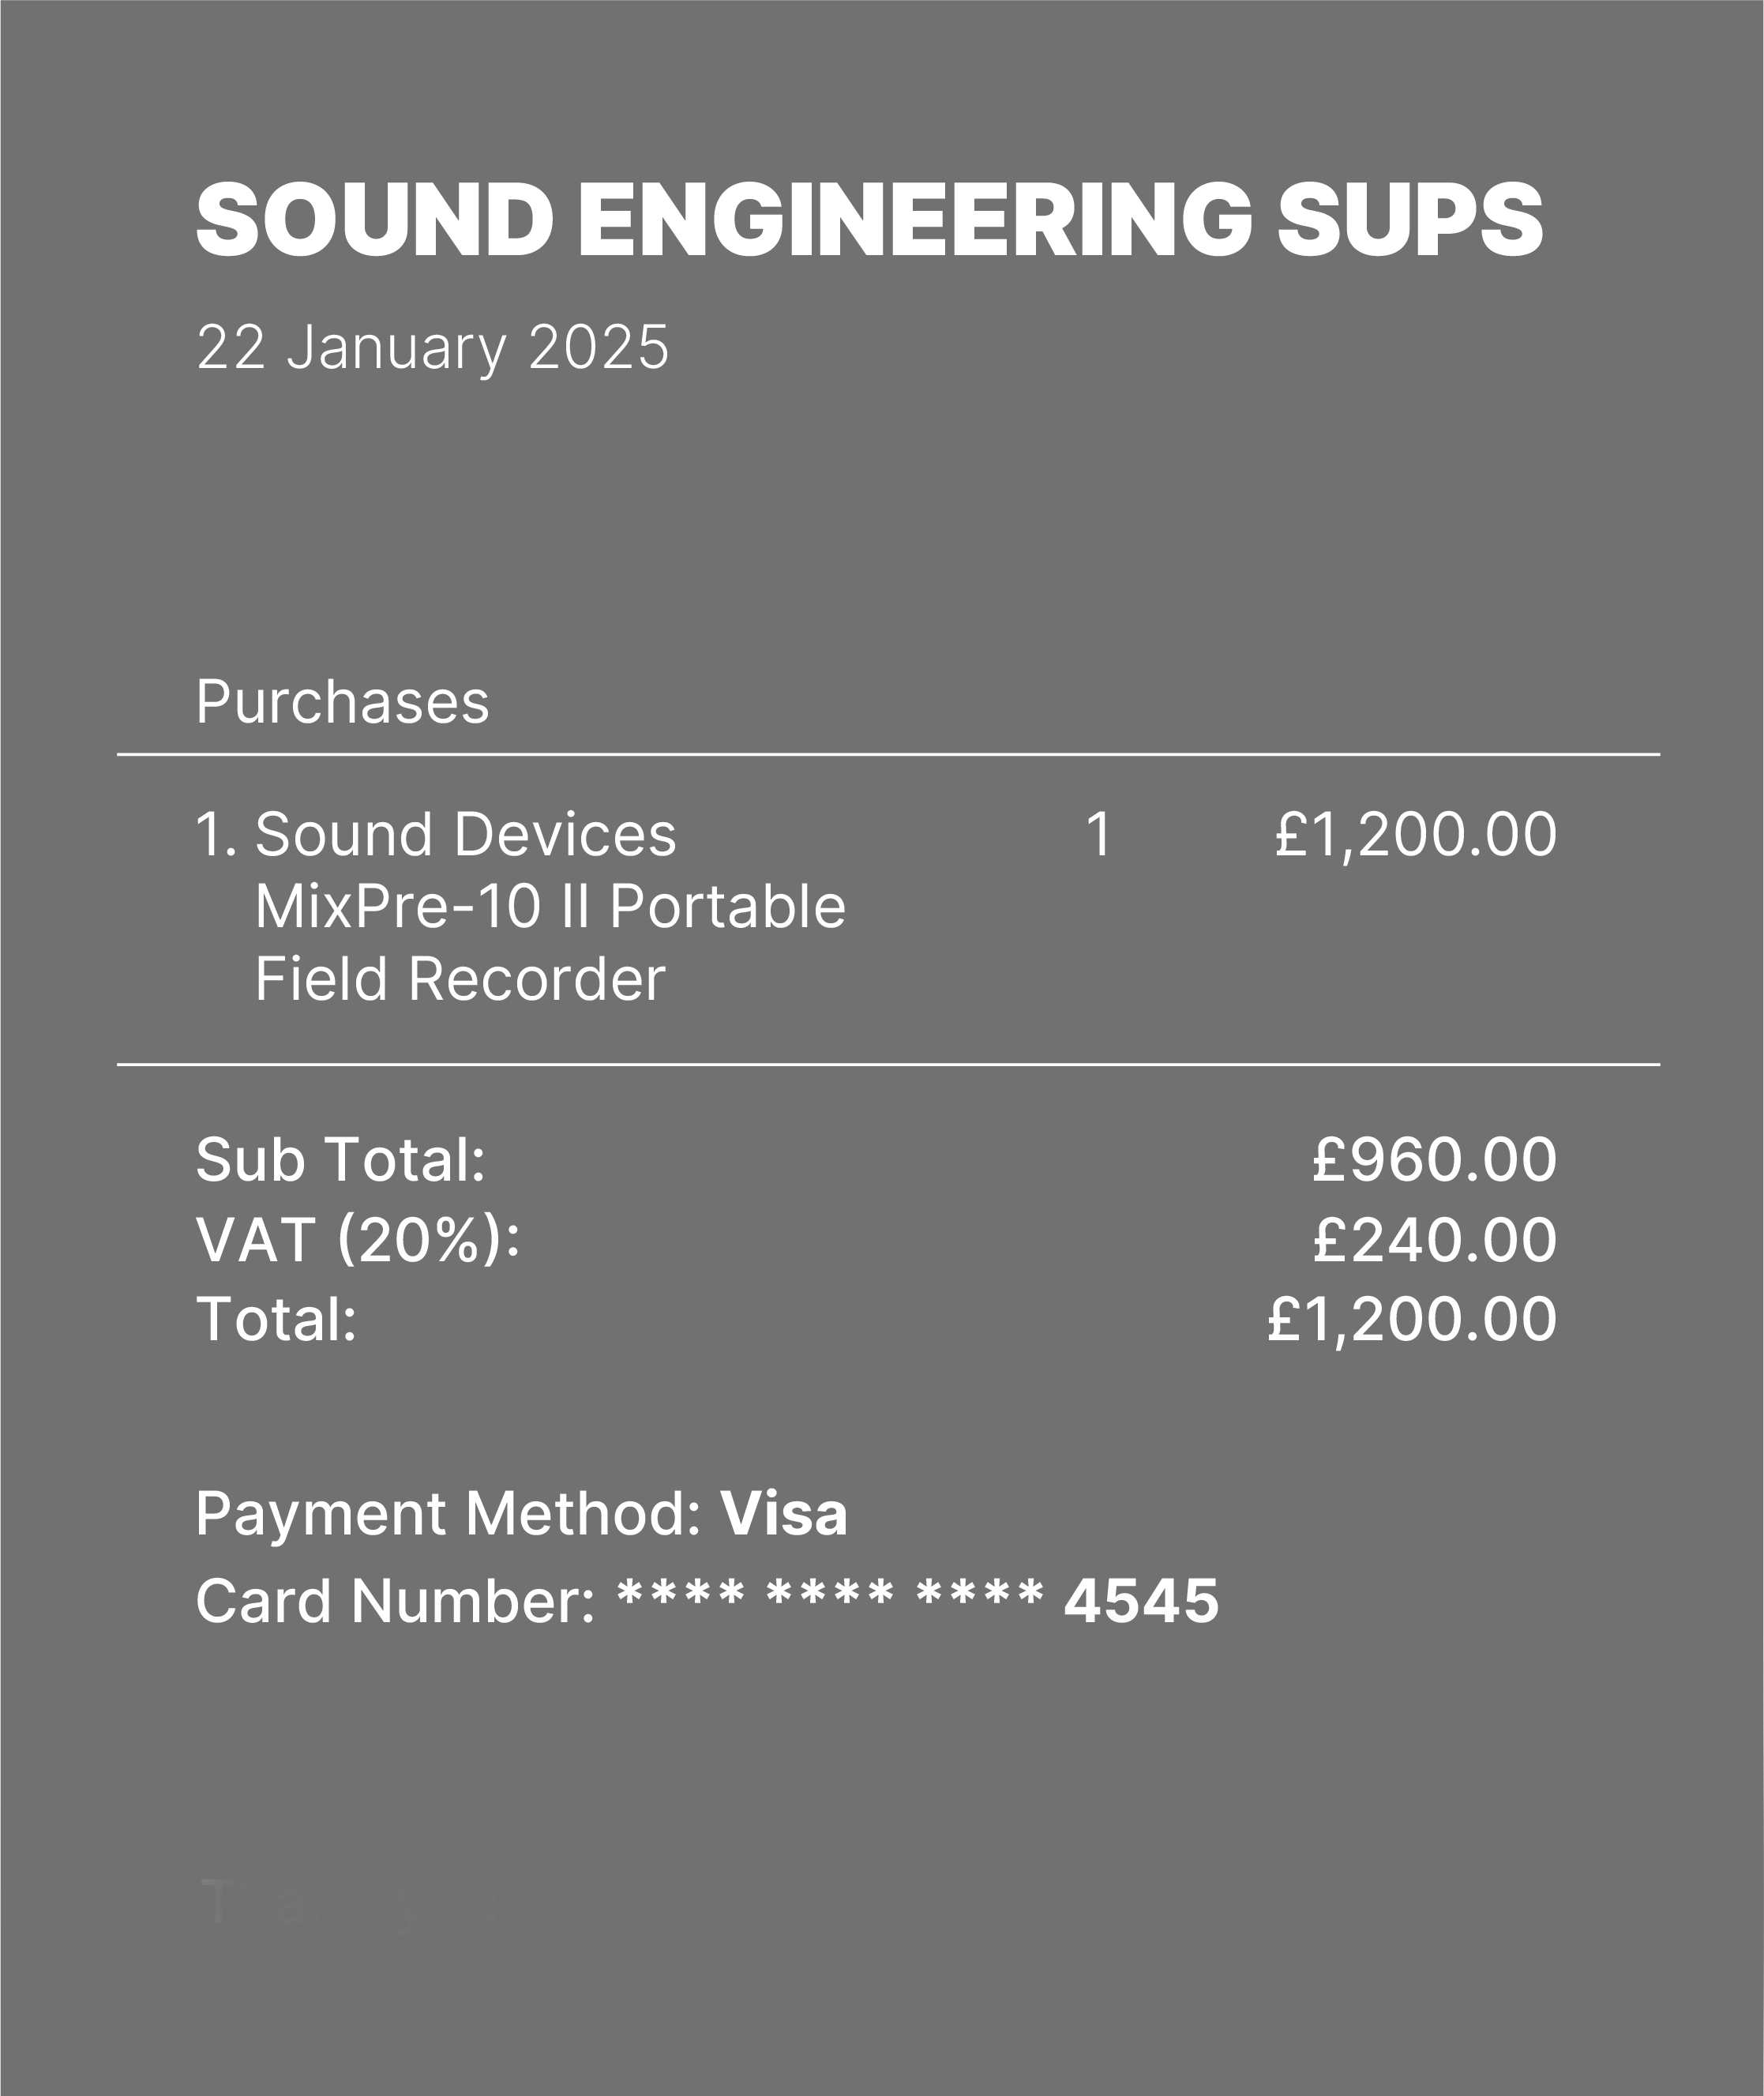 SOUND ENGINEERING SUPS
22 January 2025
Purchases
1. Sound Devices 1 £1,200.00
MixPre-10 II Portable
Field Recorder
Sub Total: £960.00
VAT (20%): £240.00
Total: £1,200.00
Payment Method: Visa
Card Number: **** **** **** 4545